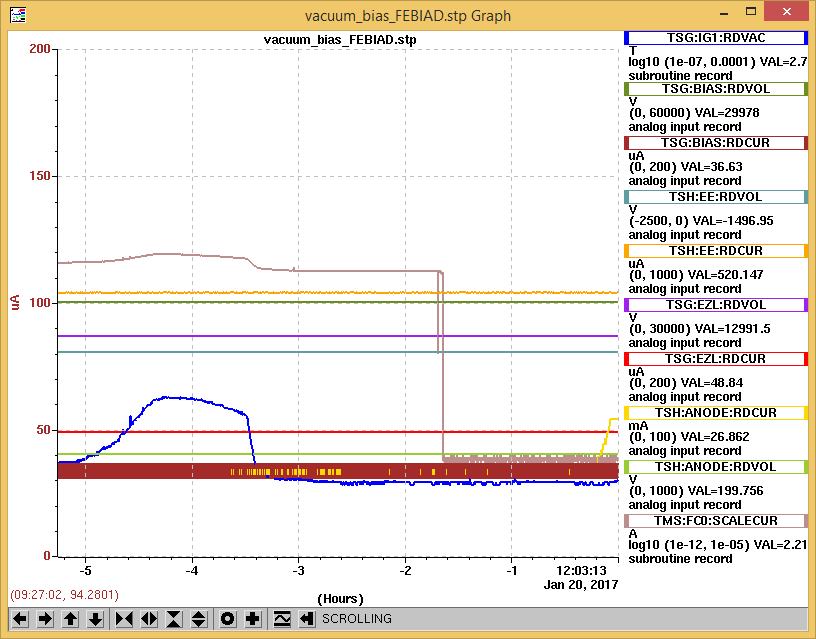 vacuum_bias_FEBIAD.stp Graph
vacuum_bias_FEBIAD.stp
200
150
100
50
0
uA
-5
-4
-3
-2
-1
12:03:13
Jan 20, 2017
(Hours)
(09:27:02, 94.2801)
SCROLLING
TSG:IG1:RDVAC
T
log10 (1e-07, 0.0001) VAL=2.7
subroutine record
TSG:BIAS:RDVOL
V
(0, 60000) VAL=29978
analog input record
TSG:BIAS:RDCUR
uA
(0, 200) VAL=36.63
analog input record
TSH:EE:RDVOL
V
(-2500, 0) VAL=-1496.95
analog input record
TSH:EE:RDCUR
uA
(0, 1000) VAL=520.147
analog input record
TSG:EZL:RDVOL
V
(0, 30000) VAL=12991.5
analog input record
TSG:EZL:RDCUR
uA
(0, 200) VAL=48.84
analog input record
TSH:ANODE:RDCUR
mA
(0, 100) VAL=26.862
analog input record
TSH:ANODE:RDVOL
V
(0, 1000) VAL=199.756
analog input record
TMS:FC0:SCALECUR
A
log10 (1e-12, 1e-05) VAL=2.21
subroutine record